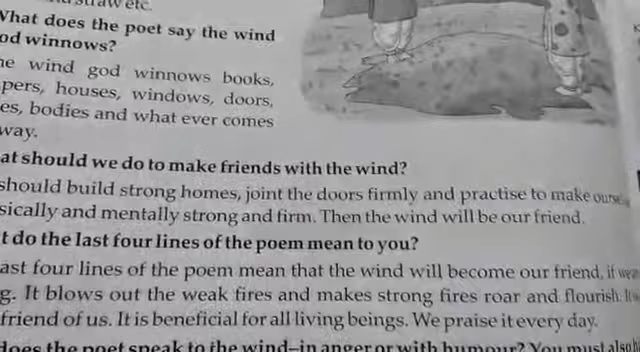 straw etc.
What does the poet say the wind
od winnows?
he wind god winnows books,
pers, houses, windows, doors,
es, bodies and what ever comes
way.
at should we do to make friends with the wind?
should build strong homes, joint the doors firmly and practise to make ourse
sically and mentally strong and firm. Then the wind will be our friend.
t do the last four lines of the poem mean to you?
ast four lines of the poem mean that the wind will become our friend, if
g. It blows out the weak fires and makes strong fires roar and flourish.
friend of us. It is beneficial for all living beings. We praise it every day.
does the poet speak to the wind—in anger or with humour? You must also